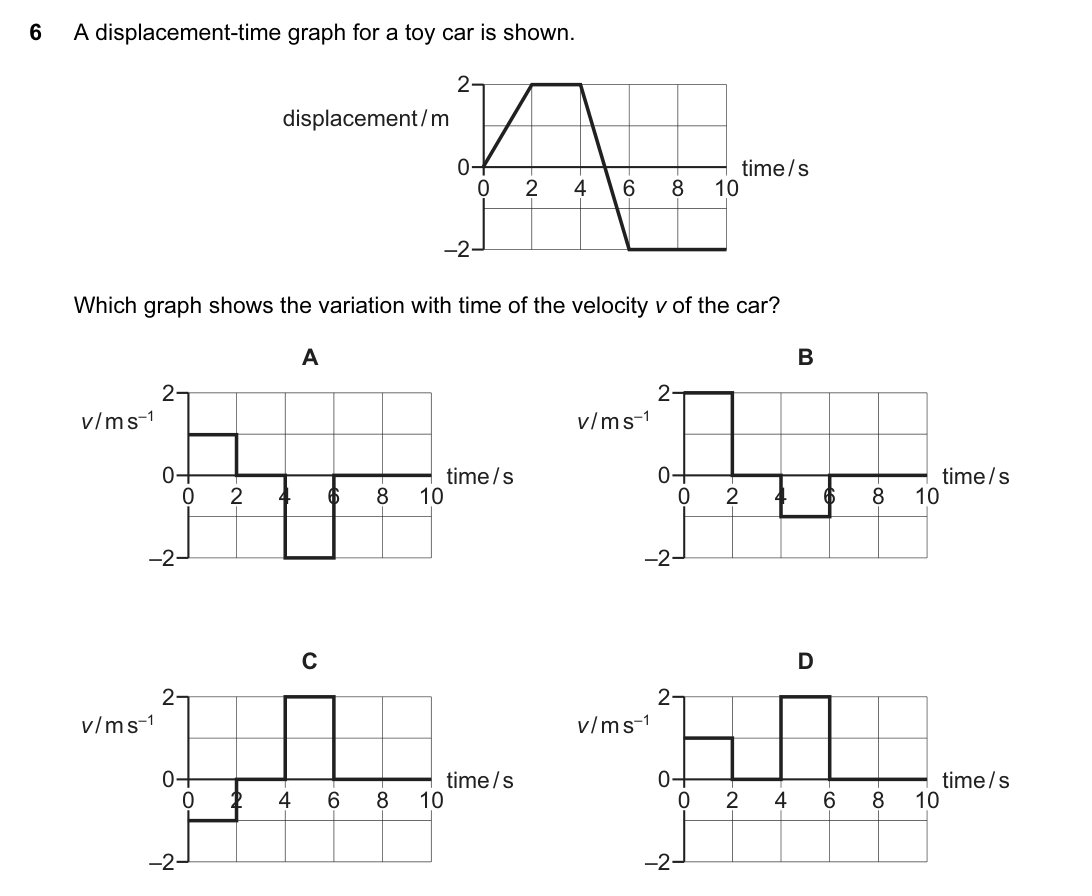 6 A displacement-time graph for a toy car is shown.
2
displacement / m
0
time / s
0 2 4 6 8 10
–2
Which graph shows the variation with time of the velocity v of the car?
A
2
v / m s⁻¹
0
time / s
0 2 4 6 8 10
–2
B
2
v / m s⁻¹
0
time / s
0 2 4 6 8 10
–2
C
2
v / m s⁻¹
0
time / s
0 2 4 6 8 10
–2
D
2
v / m s⁻¹
0
time / s
0 2 4 6 8 10
–2